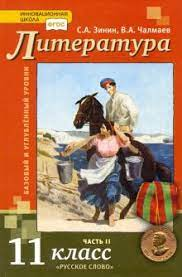 ИННОВАЦИОННАЯ
ШКОЛА
ФГОС
С.А. Зинин, В.А. Чалмаев
Литература
БАЗОВЫЙ И УГЛУБЛЁННЫЙ УРОВНИ
11 класс
ЧАСТЬ II
«РУССКОЕ СЛОВО»